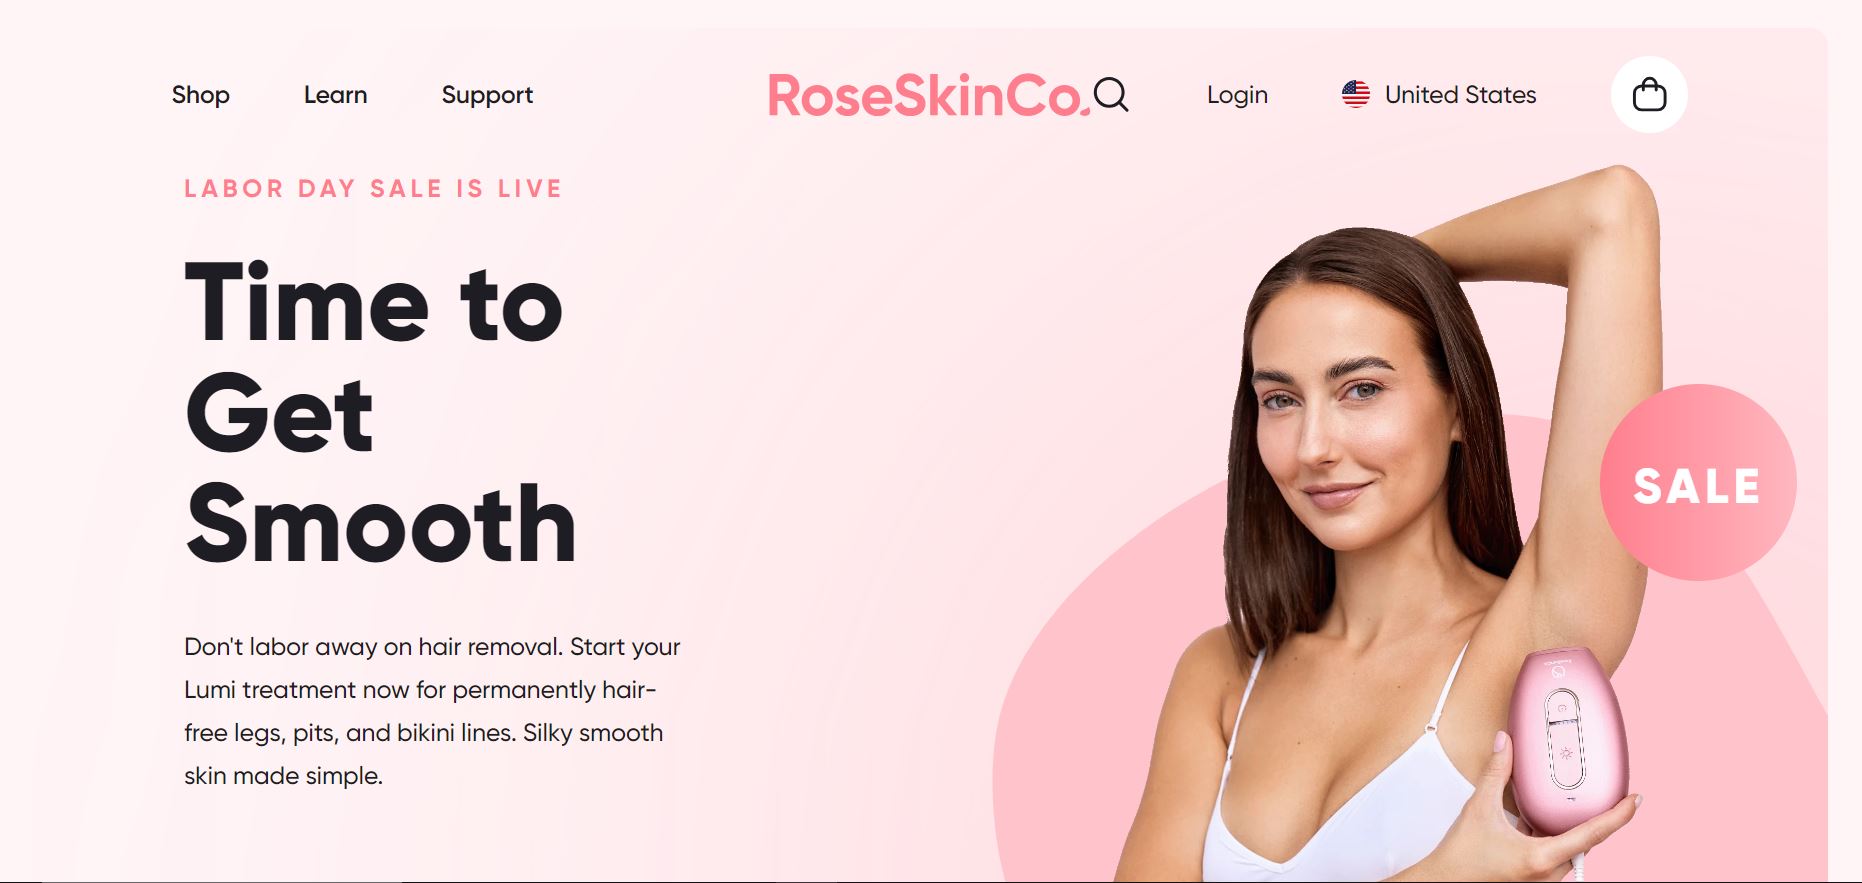 Shop Learn Support RoseSkinCo. Login United States
LABOR DAY SALE IS LIVE
Time to
Get
Smooth
SALE
Don't labor away on hair removal. Start your
Lumi treatment now for permanently hair-
free legs, pits, and bikini lines. Silky smooth
skin made simple.